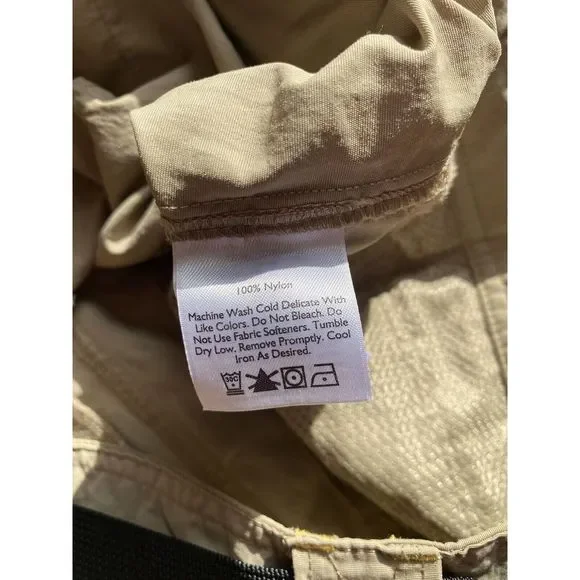 100% Nylon
Machine Wash Cold Delicate With
Like Colors. Do Not Bleach. Do
Not Use Fabric Softeners. Tumble
Dry Low. Remove Promptly. Cool
Iron As Desired.
30C